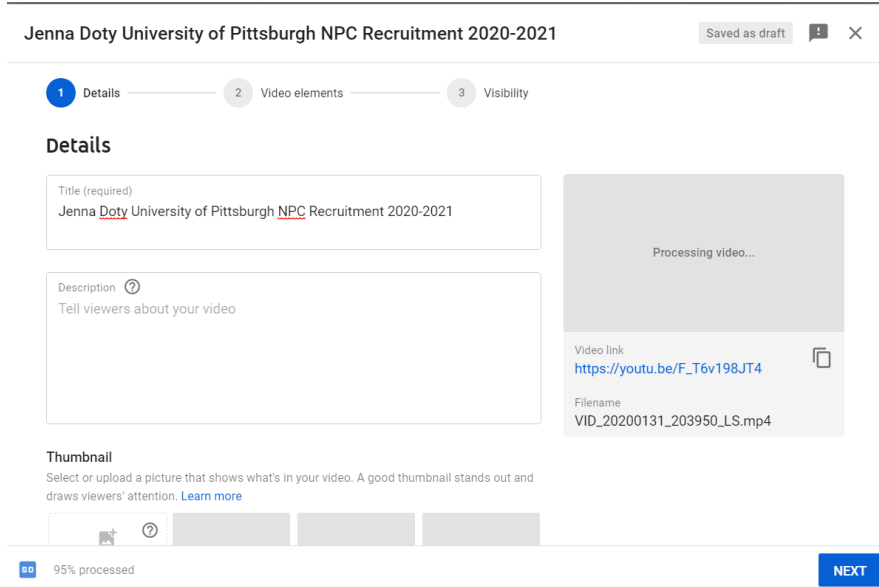 Jenna Doty University of Pittsburgh NPC Recruitment 2020-2021
Saved as draft
1 Details
2 Video elements
3 Visibility
Details
Title (required)
Jenna Doty University of Pittsburgh NPC Recruitment 2020-2021
Description ?
Tell viewers about your video
Processing video...
Video link
https://youtu.be/F_T6v198JT4
Filename
VID_20200131_203950_LS.mp4
Thumbnail
Select or upload a picture that shows what's in your video. A good thumbnail stands out and
draws viewers' attention. Learn more
?
SD 95% processed
NEXT